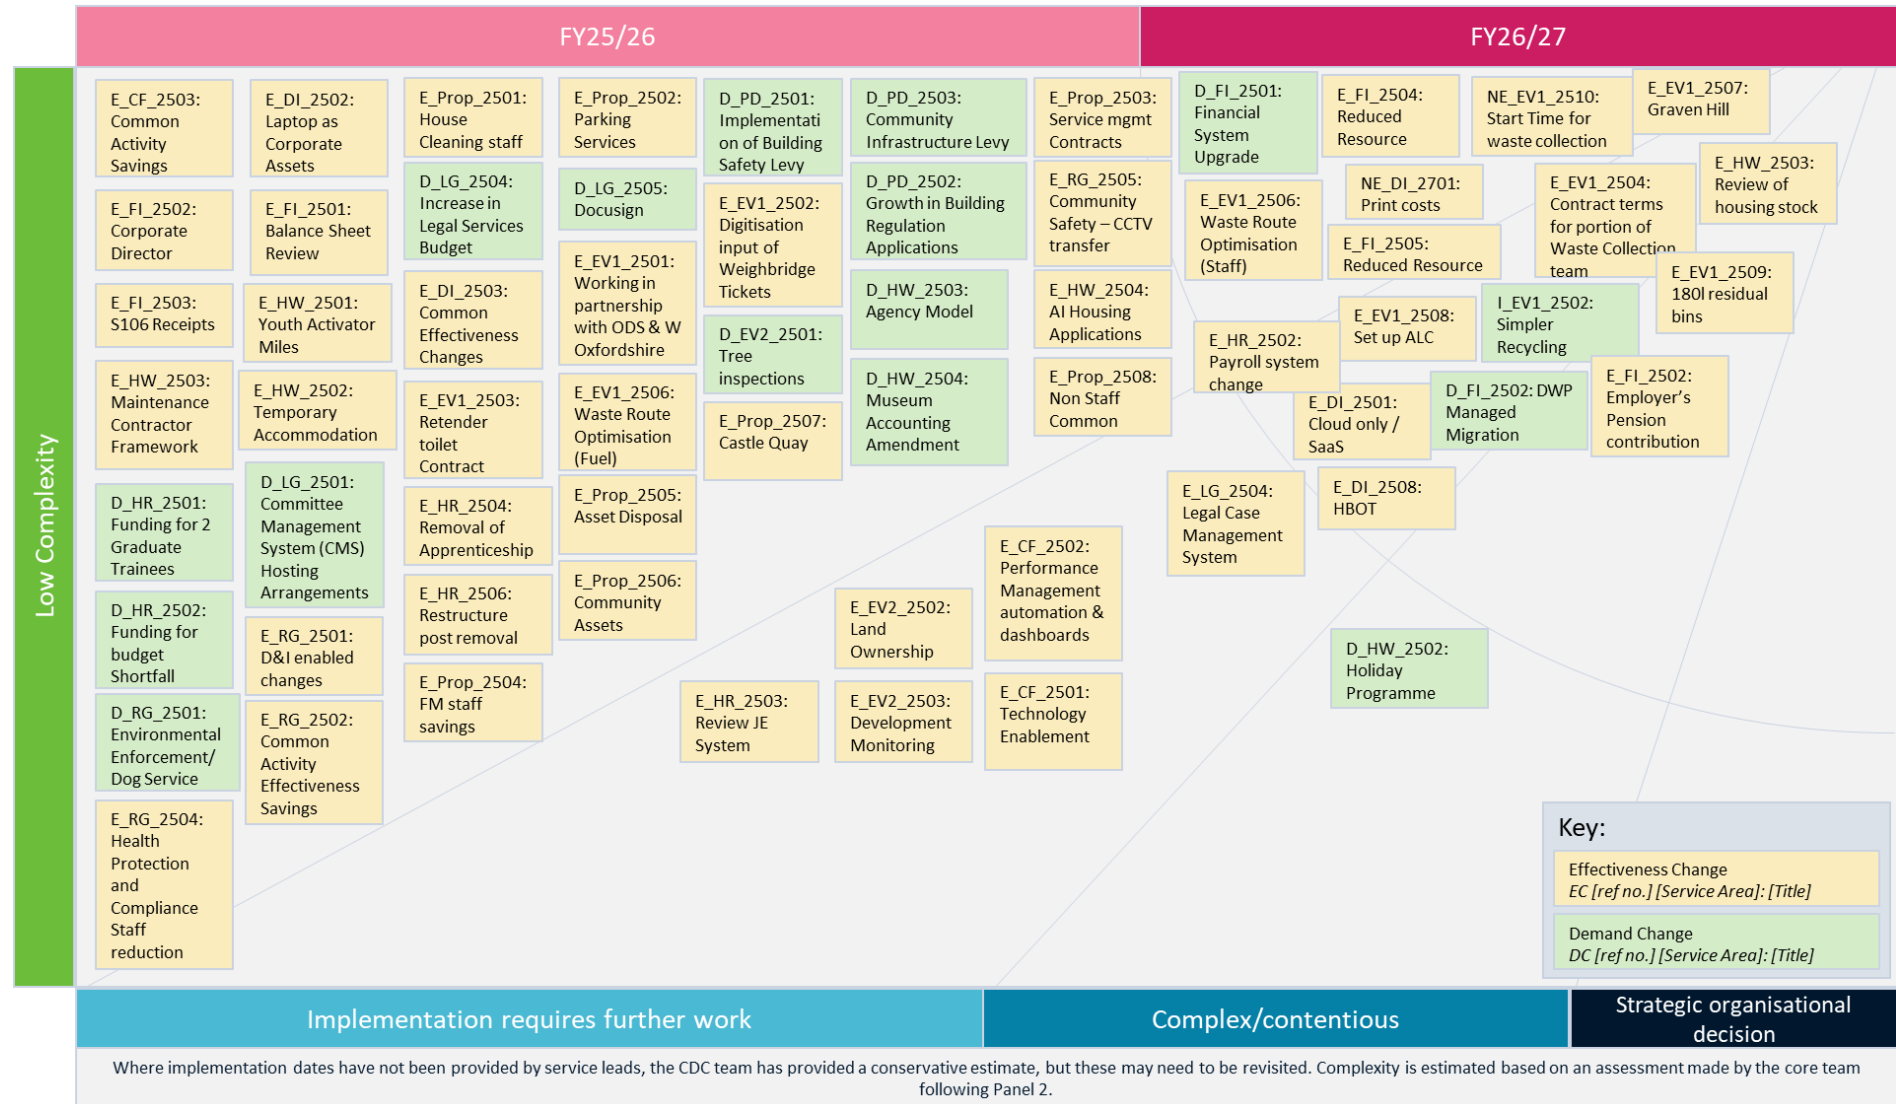 FY25/26
FY26/27
Low Complexity
E_CF_2503:
Common
Activity
Savings
E_FI_2502:
Corporate
Director
E_FI_2503:
S106 Receipts
E_HW_2503:
Maintenance
Contractor
Framework
D_HR_2501:
Funding for 2
Graduate
Trainees
D_HR_2502:
Funding for
budget
Shortfall
D_RG_2501:
Environmental
Enforcement/
Dog Service
E_RG_2504:
Health
Protection
and
Compliance
Staff
reduction
E_DI_2502:
Laptop as
Corporate
Assets
E_FI_2501:
Balance Sheet
Review
E_HW_2501:
Youth Activator
Miles
E_HW_2502:
Temporary
Accommodation
D_LG_2501:
Committee
Management
System (CMS)
Hosting
Arrangements
E_RG_2501:
D&I enabled
changes
E_RG_2502:
Common
Activity
Effectiveness
Savings
E_Prop_2501:
House
Cleaning staff
D_LG_2504:
Increase in
Legal Services
Budget
E_DI_2503:
Common
Effectiveness
Changes
E_EV1_2503:
Retender
toilet
Contract
E_HR_2504:
Removal of
Apprenticeship
E_HR_2506:
Restructure
post removal
E_Prop_2504:
FM staff
savings
E_Prop_2502:
Parking
Services
D_LG_2505:
Docusign
E_EV1_2501:
Working in
partnership
with ODS & W
Oxfordshire
E_EV1_2506:
Waste Route
Optimisation
(Fuel)
E_Prop_2505:
Asset Disposal
E_Prop_2506:
Community
Assets
D_PD_2501:
Implementati
on of Building
Safety Levy
E_EV1_2502:
Digitisation
input of
Weighbridge
Tickets
D_EV2_2501:
Tree
inspections
E_Prop_2507:
Castle Quay
E_HR_2503:
Review JE
System
D_PD_2503:
Community
Infrastructure Levy
D_PD_2502:
Growth in Building
Regulation
Applications
D_HW_2503:
Agency Model
D_HW_2504:
Museum
Accounting
Amendment
E_EV2_2502:
Land
Ownership
E_EV2_2503:
Development
Monitoring
E_Prop_2503:
Service mgmt
Contracts
E_RG_2505:
Community
Safety – CCTV
transfer
E_HW_2504:
AI Housing
Applications
E_Prop_2508:
Non Staff
Common
E_CF_2502:
Performance
Management
automation &
dashboards
E_CF_2501:
Technology
Enablement
D_FI_2501:
Financial
System
Upgrade
E_EV1_2506:
Waste Route
Optimisation
(Staff)
E_HR_2502:
Payroll system
change
E_LG_2504:
Legal Case
Management
System
E_FI_2504:
Reduced
Resource
NE_DI_2701:
Print costs
E_FI_2505:
Reduced Resource
E_EV1_2508:
Set up ALC
E_DI_2501:
Cloud only /
SaaS
E_DI_2508:
HBOT
D_HW_2502:
Holiday
Programme
NE_EV1_2510:
Start Time for
waste collection
E_EV1_2504:
Contract terms
for portion of
Waste Collection
team
I_EV1_2502:
Simpler
Recycling
D_FI_2502: DWP
Managed
Migration
E_EV1_2507:
Graven Hill
E_HW_2503:
Review of
housing stock
E_EV1_2509:
180l residual
bins
E_FI_2502:
Employer’s
Pension
contribution
Key:
Effectiveness Change
EC [ref no.] [Service Area]: [Title]
Demand Change
DC [ref no.] [Service Area]: [Title]
Implementation requires further work
Complex/contentious
Strategic organisational
decision
Where implementation dates have not been provided by service leads, the CDC team has provided a conservative estimate, but these may need to be revisited. Complexity is estimated based on an assessment made by the core team
following Panel 2.